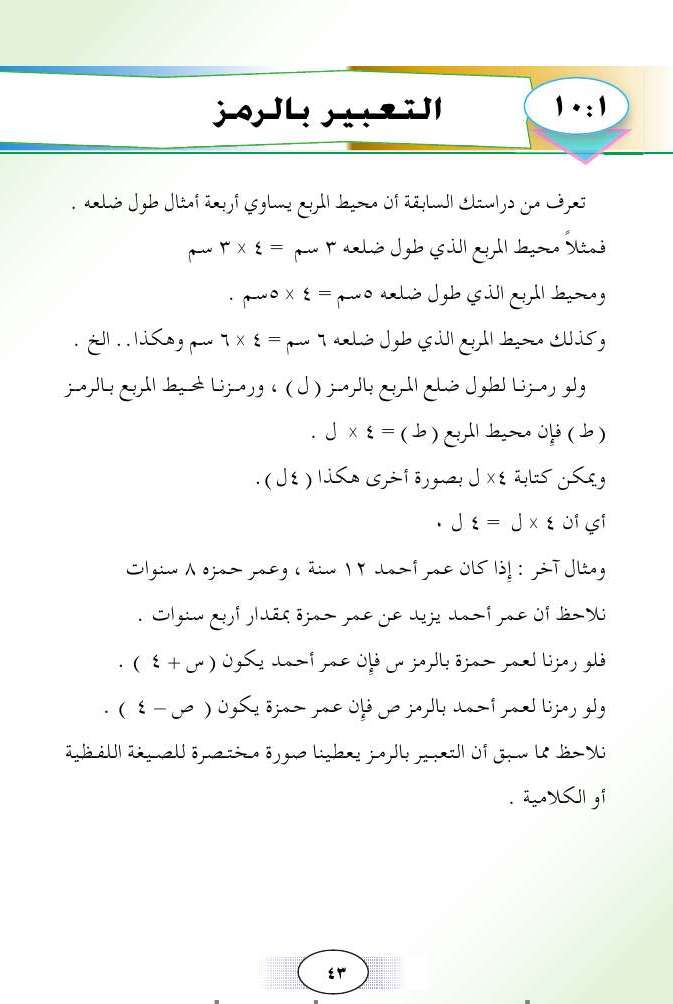 ١٠:١
التعبير بالرمز
تعرف من دراستك السابقة أن محيط المربع يساوي أربعة أمثال طول ضلعه .
فمثلاً محيط المربع الذي طول ضلعه ٣ سم = ٤ × ٣ سم
ومحيط المربع الذي طول ضلعه ٥سم = ٤ × ٥سم .
وكذلك محيط المربع الذي طول ضلعه ٦ سم = ٤ × ٦ سم وهكذا.. الخ .
ولو رمزنا لطول ضلع المربع بالرمز ( ل ) ، ورمزنا لمحيط المربع بالرمز
( ط ) فإن محيط المربع ( ط ) = ٤ × ل .
ويمكن كتابة ٤× ل بصورة أخرى هكذا ( ٤ل ).
أي أن ٤ × ل = ٤ ل ٠
ومثال آخر : إذا كان عمر أحمد ١٢ سنة ، وعمر حمزه ٨ سنوات
نلاحظ أن عمر أحمد يزيد عن عمر حمزة بمقدار أربع سنوات .
فلو رمزنا لعمر حمزة بالرمز س فإن عمر أحمد يكون ( س + ٤ ) .
ولو رمزنا لعمر أحمد بالرمز ص فإن عمر حمزة يكون ( ص – ٤ ) .
نلاحظ مما سبق أن التعبير بالرمز يعطينا صورة مختصرة للصيغة اللفظية
أو الكلامية .
٤٣